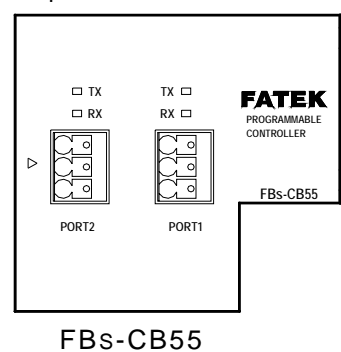 TX TX
RX RX
FATEK
PROGRAMMABLE
CONTROLLER
FBs-CB55
PORT2 PORT1
FBs-CB55